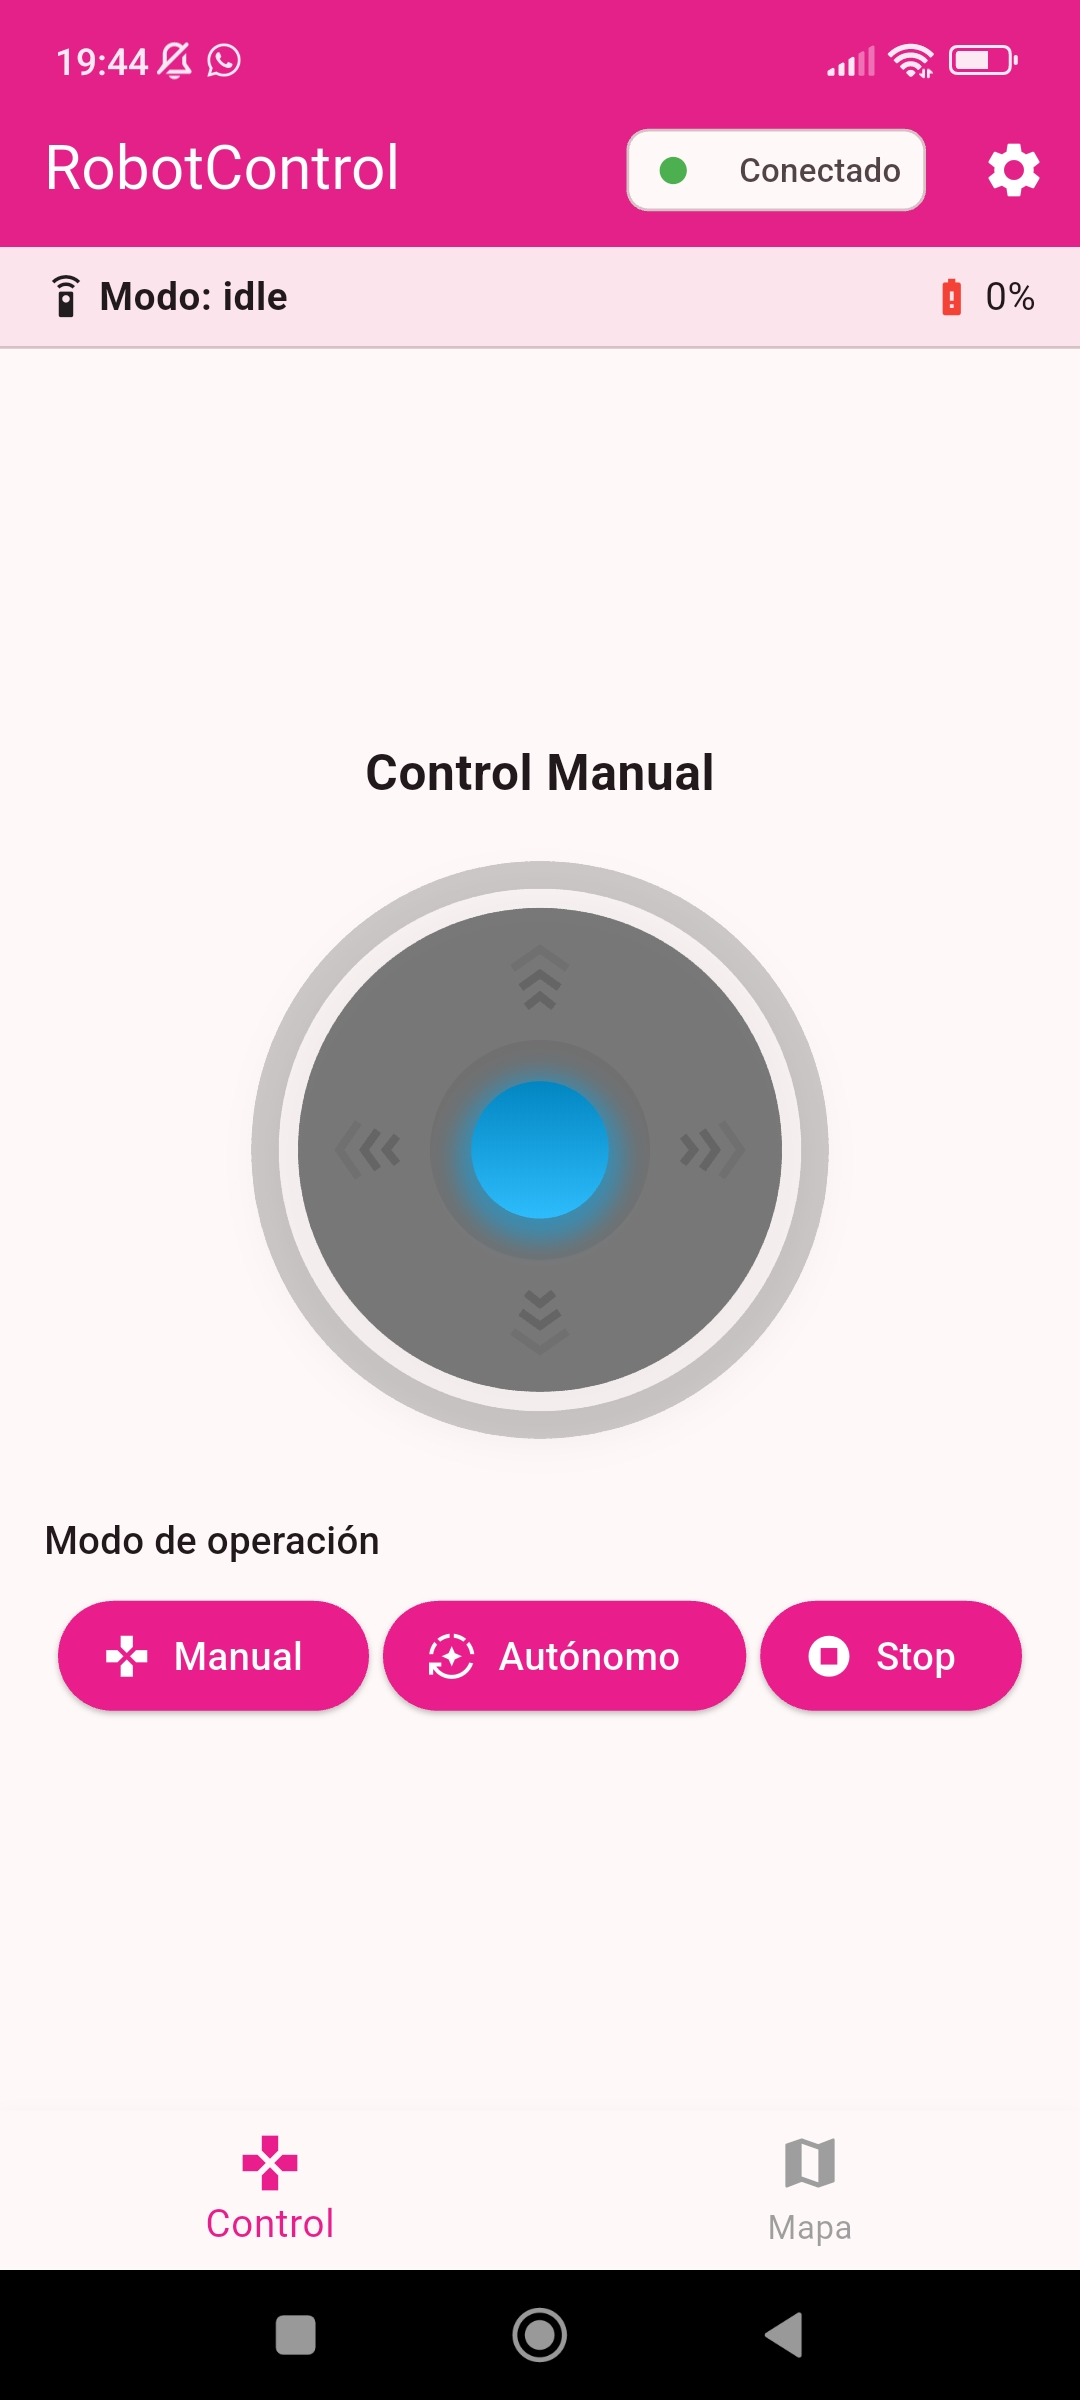 19:44
RobotControl
Conectado
Modo: idle
0%
Control Manual
Modo de operación
Manual
Autónomo
Stop
Control
Mapa